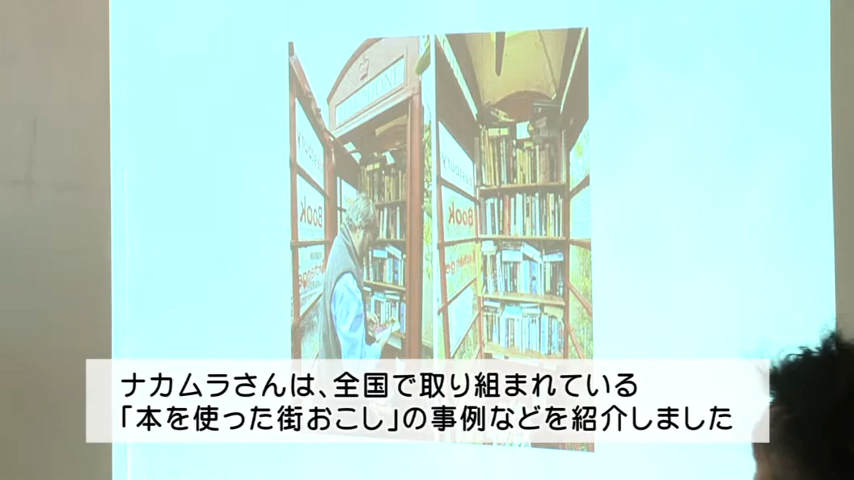 Book
Book
ナカムラさんは、全国で取り組まれている
「本を使った街おこし」の事例などを紹介しました